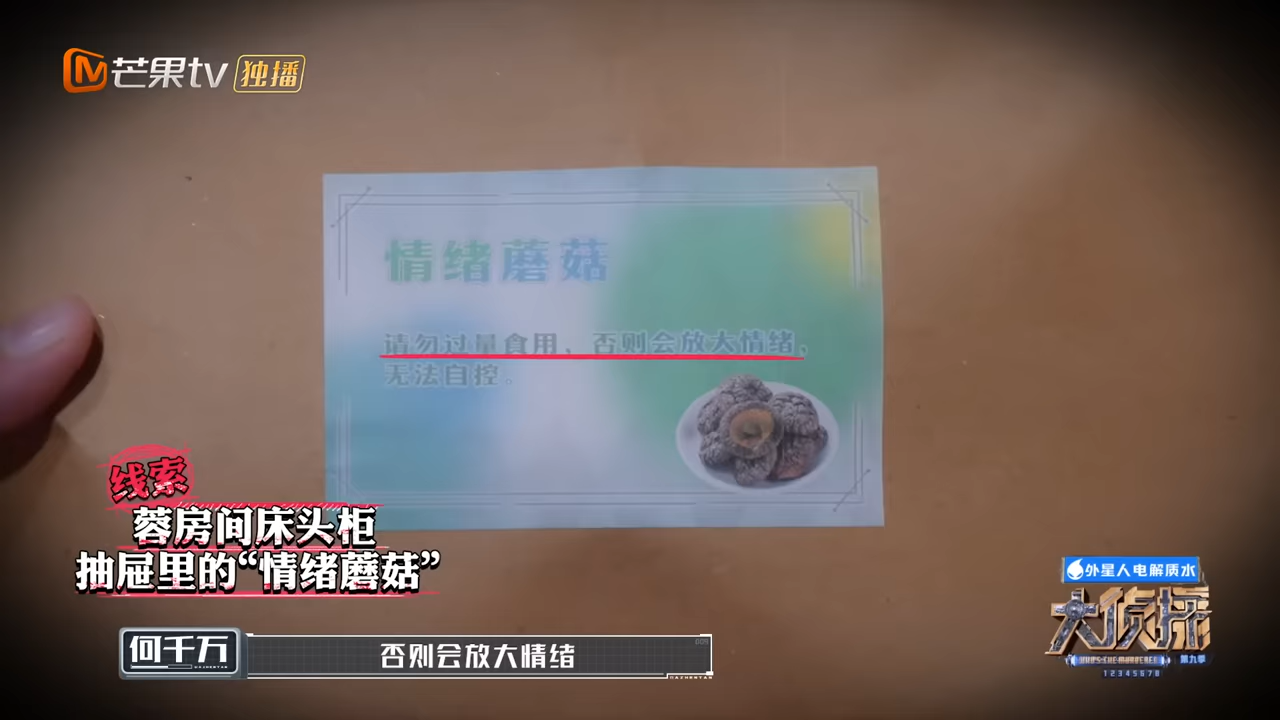 芒果tv 独播
情绪蘑菇
请勿过量食用，否则会放大情绪，
无法自控。
线索
蓉房间床头柜
抽屉里的“情绪蘑菇”
何千万
否则会放大情绪
外星人电解质水
大侦探
第九季
12345678